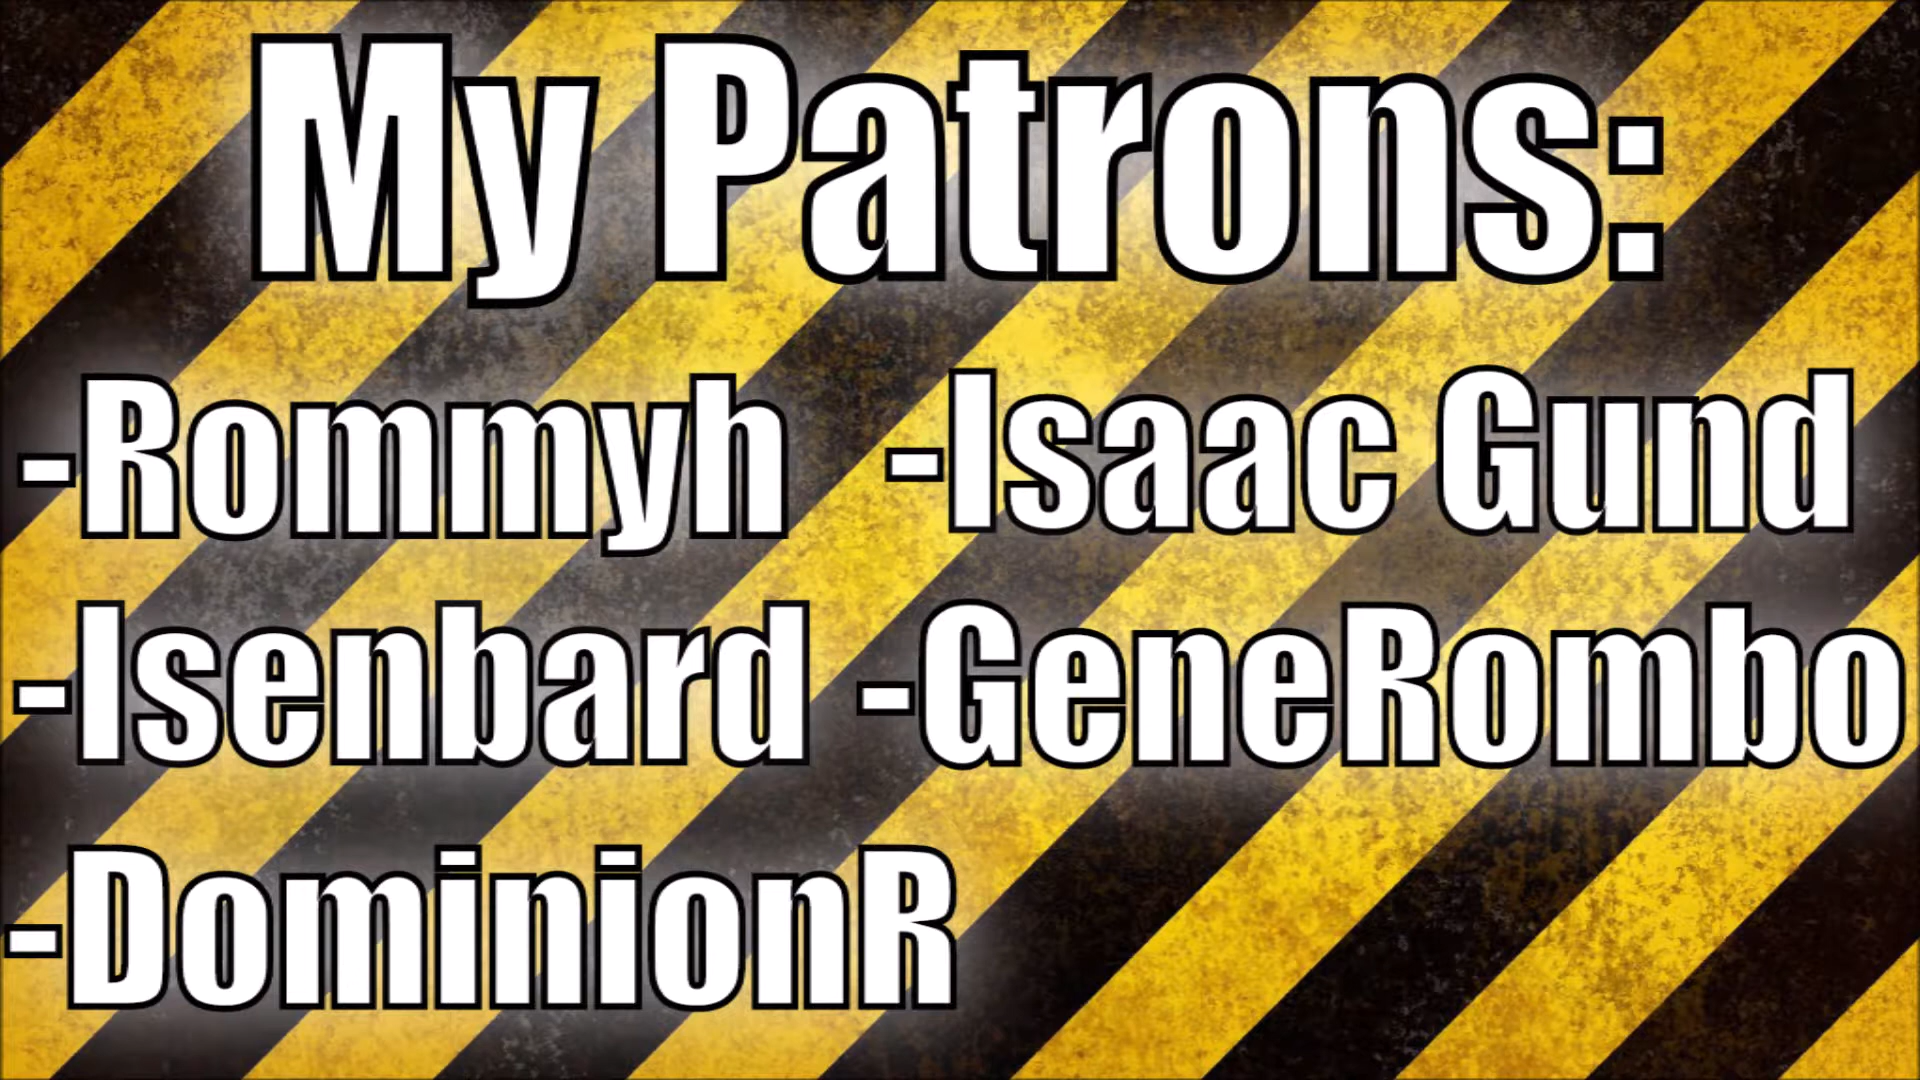 My Patrons:
-Rommyh
-Isaac Gund
-Isenbard
-GeneRombo
-DominionR